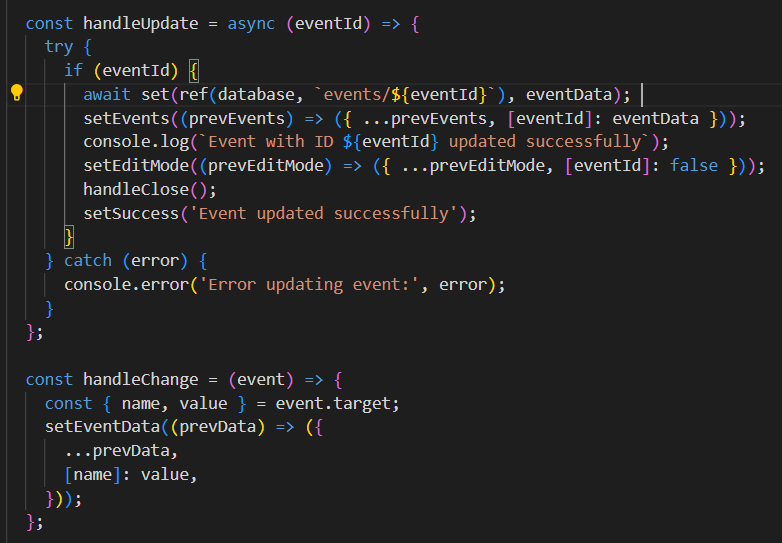 const handleUpdate = async (eventId) => {
try {
if (eventId) {
await set(ref(database, `events/${eventId}`), eventData);
setEvents((prevEvents) => ({ ...prevEvents, [eventId]: eventData }));
console.log(`Event with ID ${eventId} updated successfully`);
setEditMode((prevEditMode) => ({ ...prevEditMode, [eventId]: false }));
handleClose();
setSuccess('Event updated successfully');
}
} catch (error) {
console.error('Error updating event:', error);
}
};
const handleChange = (event) => {
const { name, value } = event.target;
setEventData((prevData) => ({
...prevData,
[name]: value,
}));
};